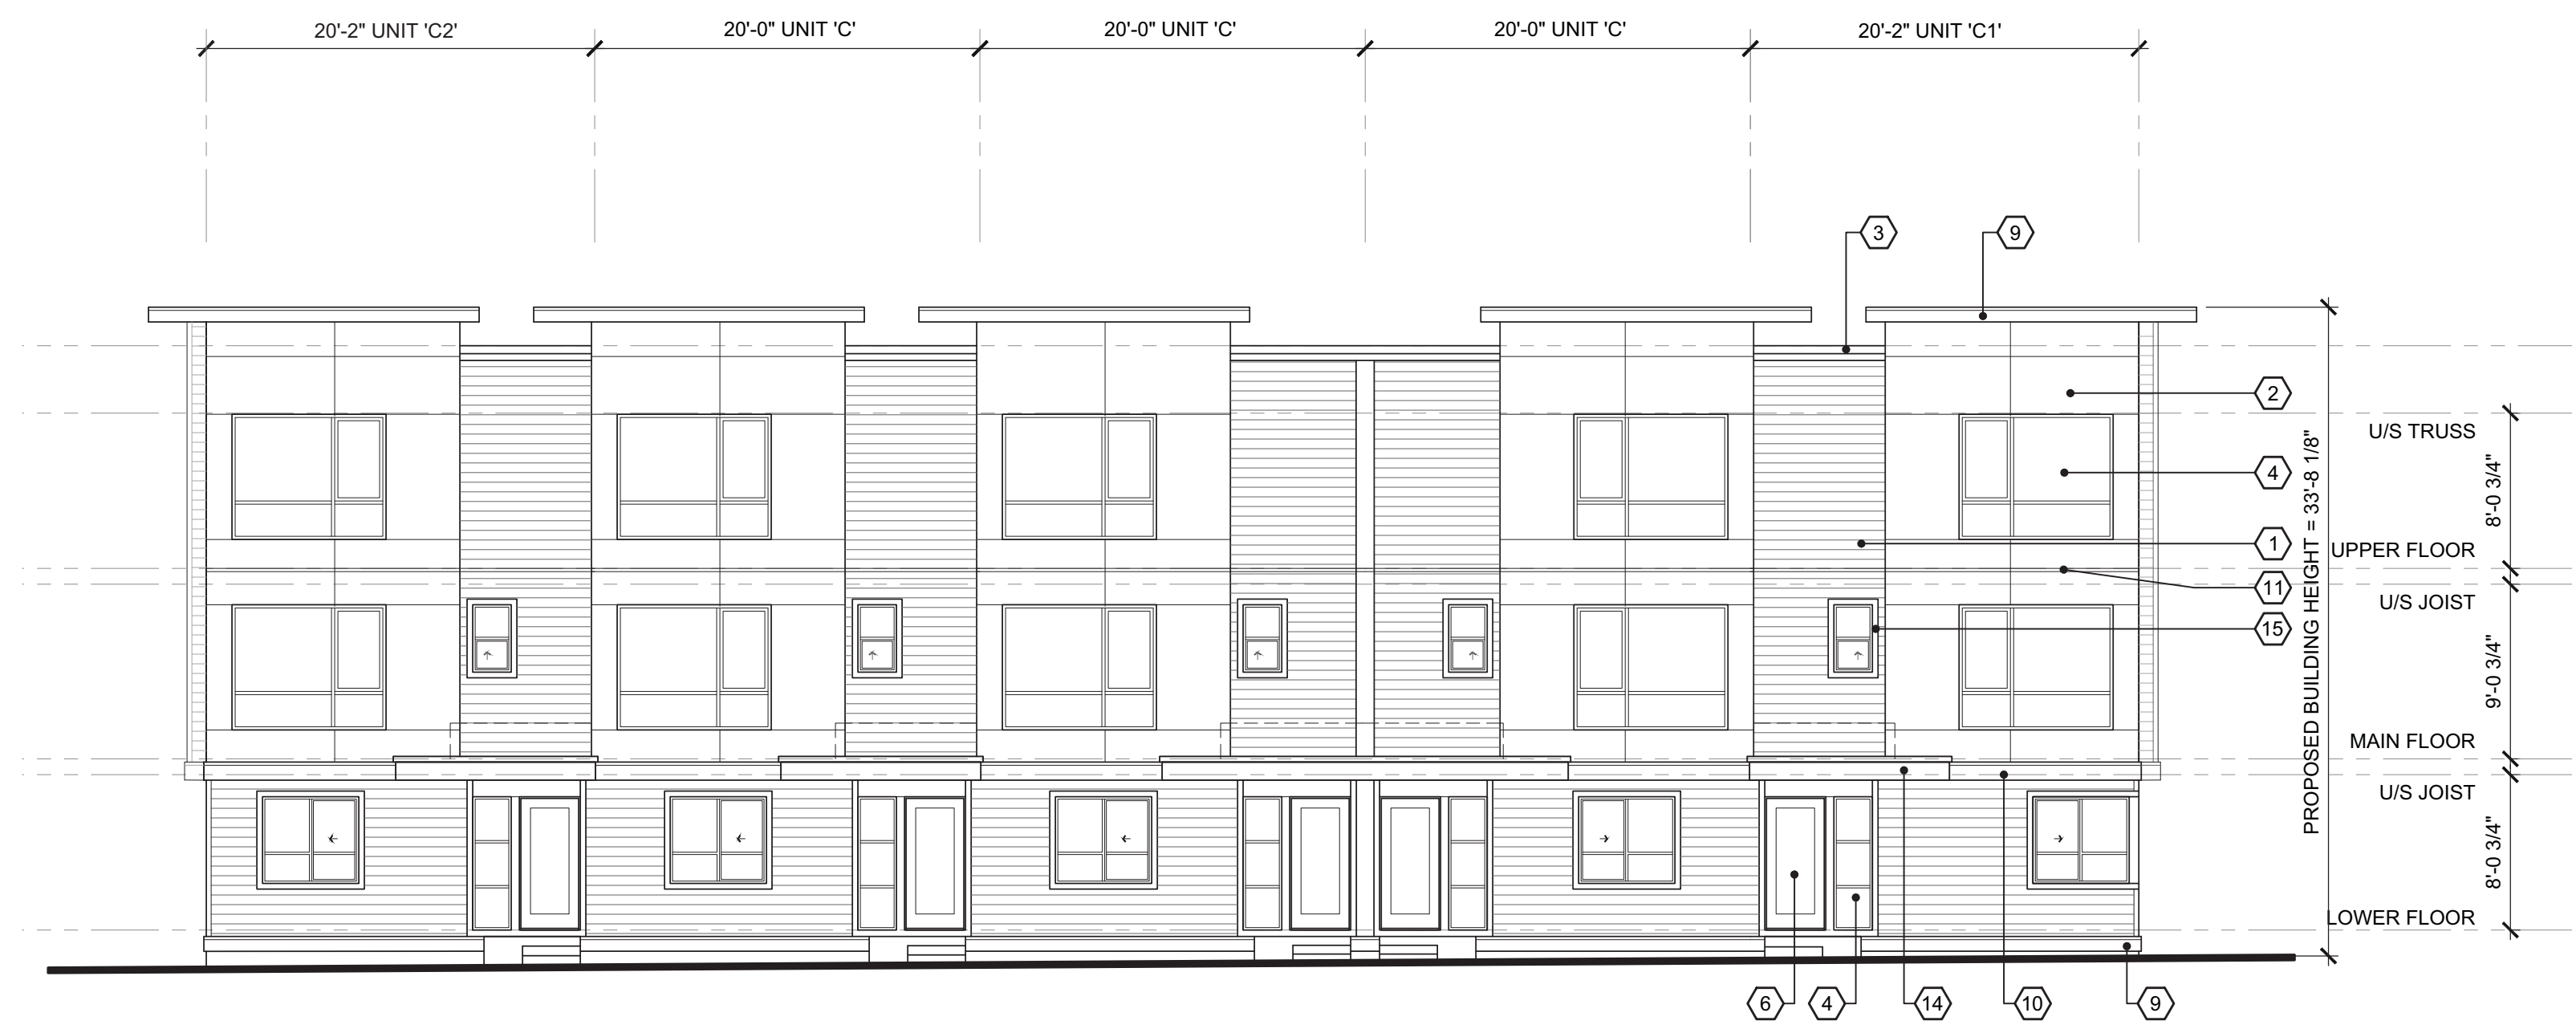 20'-2" UNIT 'C2'
20'-0" UNIT 'C'
20'-0" UNIT 'C'
20'-0" UNIT 'C'
20'-2" UNIT 'C1'
3
9
2
U/S TRUSS
4
8'-0 3/4"
1
UPPER FLOOR
11
U/S JOIST
15
9'-0 3/4"
PROPOSED BUILDING HEIGHT = 33'-8 1/8"
MAIN FLOOR
U/S JOIST
8'-0 3/4"
LOWER FLOOR
6
4
14
10
9